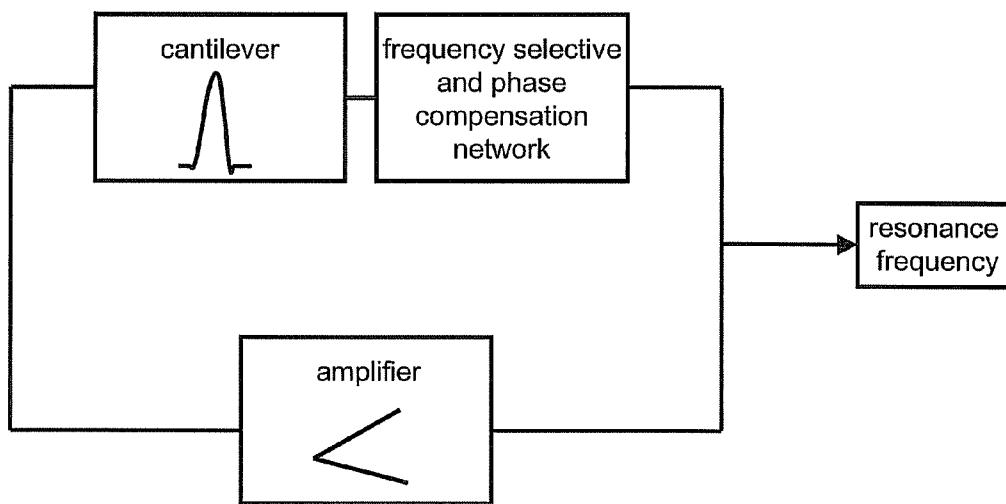 cantilever
frequency selective
and phase
compensation
network
resonance
frequency
amplifier